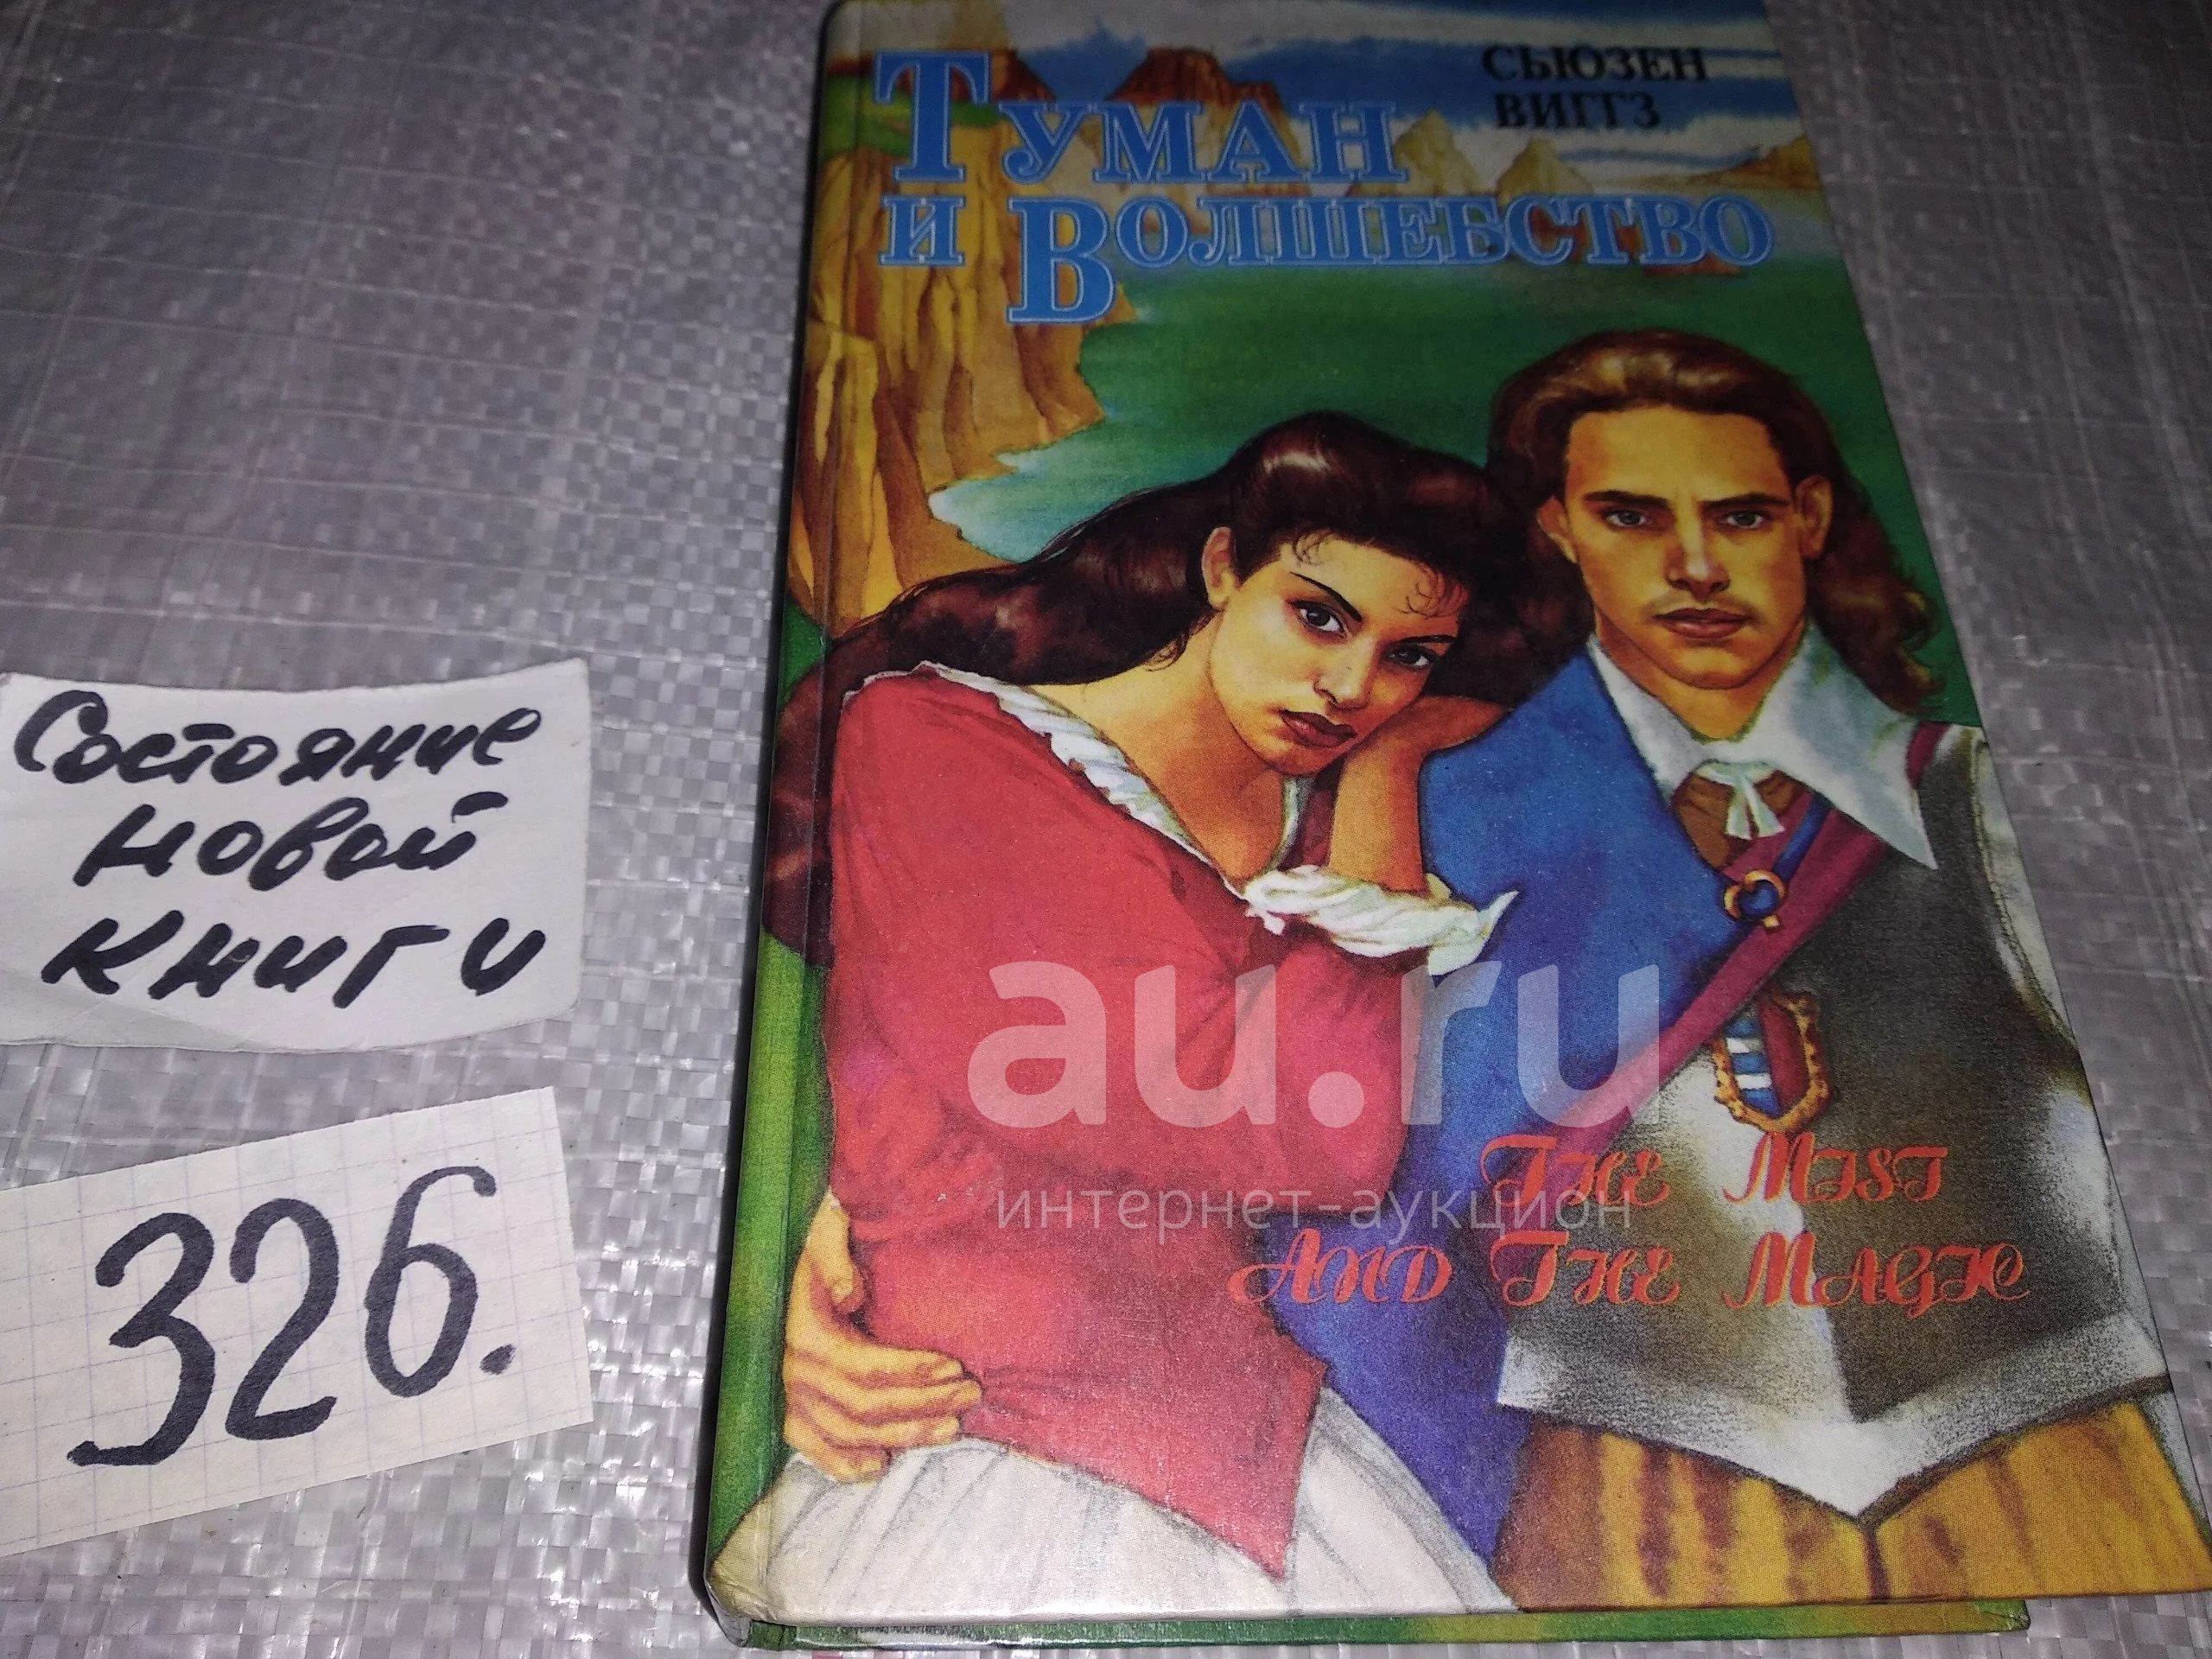 СЬЮЗЕН
ВИГГЗ
ТУМАН
И ВОЛШЕБСТВО
Состояние
новой
книги
326.
au.ru
интернет-аукцион
THE MIST
AND THE MAGIC